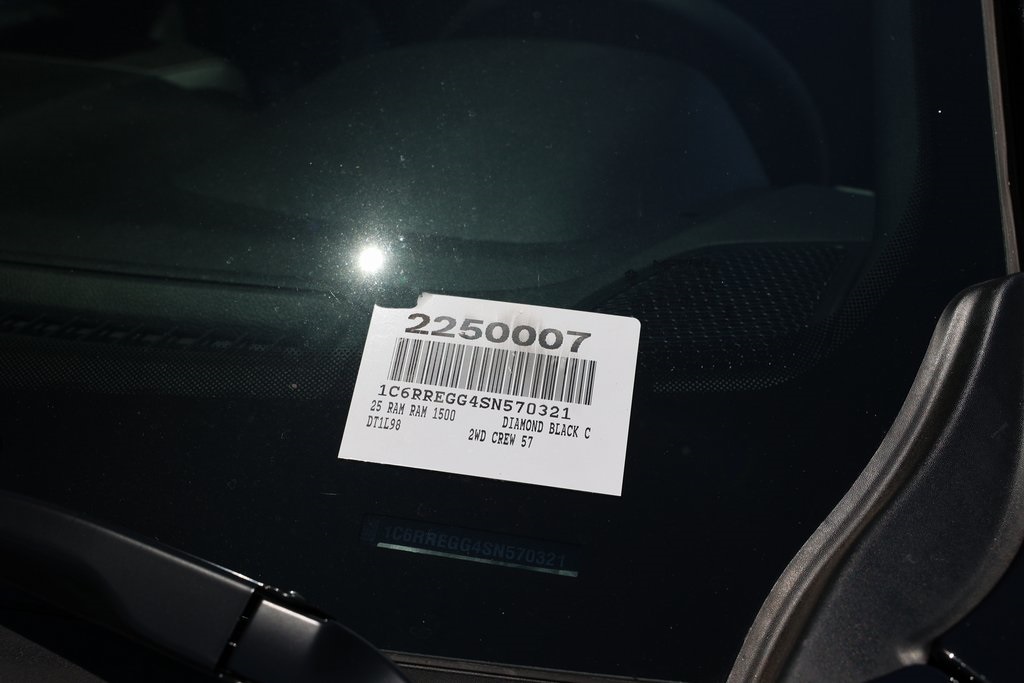 2250007
1C6RREGG4SN570321
25 RAM RAM 1500 DIAMOND BLACK C
DT1L98 2WD CREW 57
1C6RREGG4SN570321